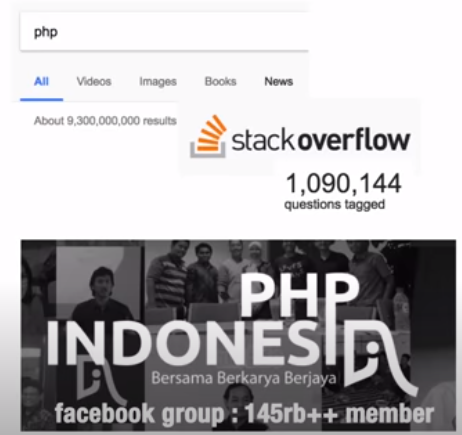 php
All Videos Images Books News
About 9,300,000,000 results
stackoverflow
1,090,144
questions tagged
PHP
INDONESIA
Bersama Berkarya Berjaya
facebook group : 145rb++ member